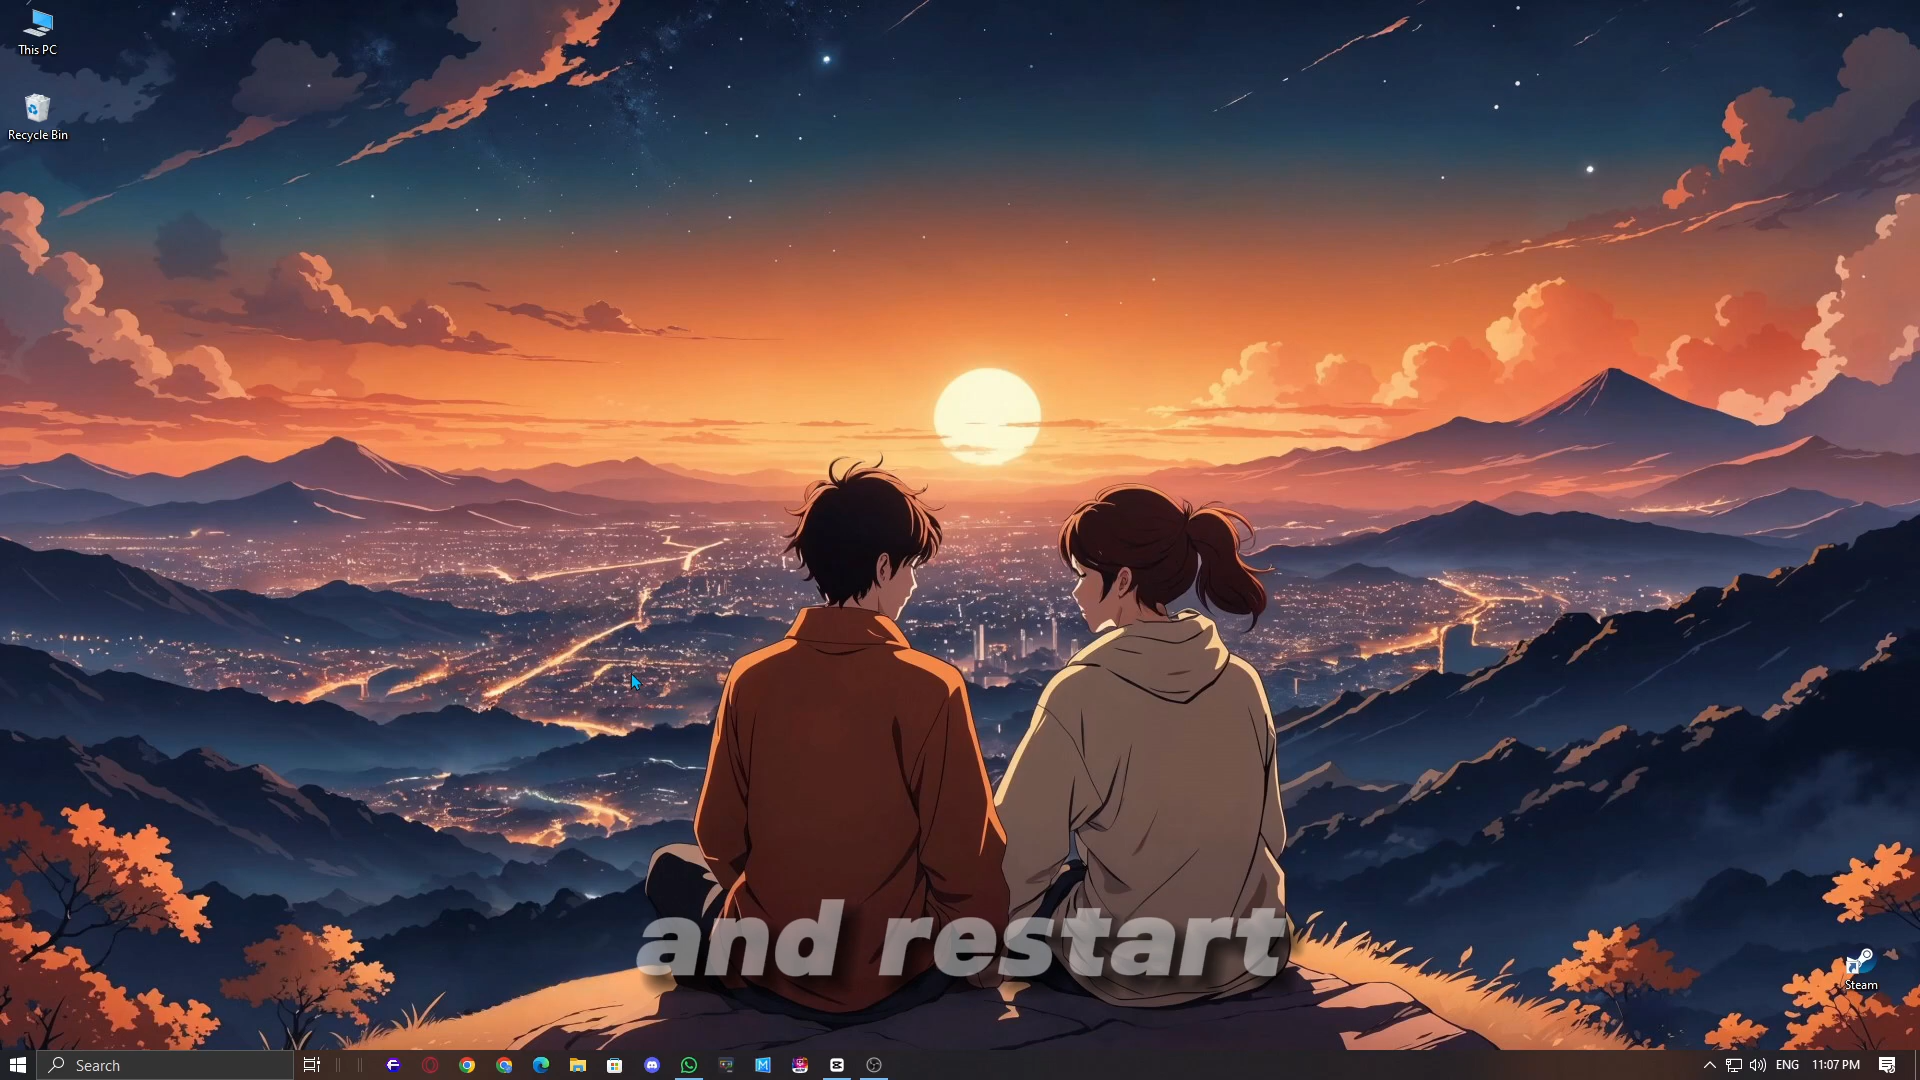 This PC
Recycle Bin
and restart
Steam
Search
ENG
11:07 PM